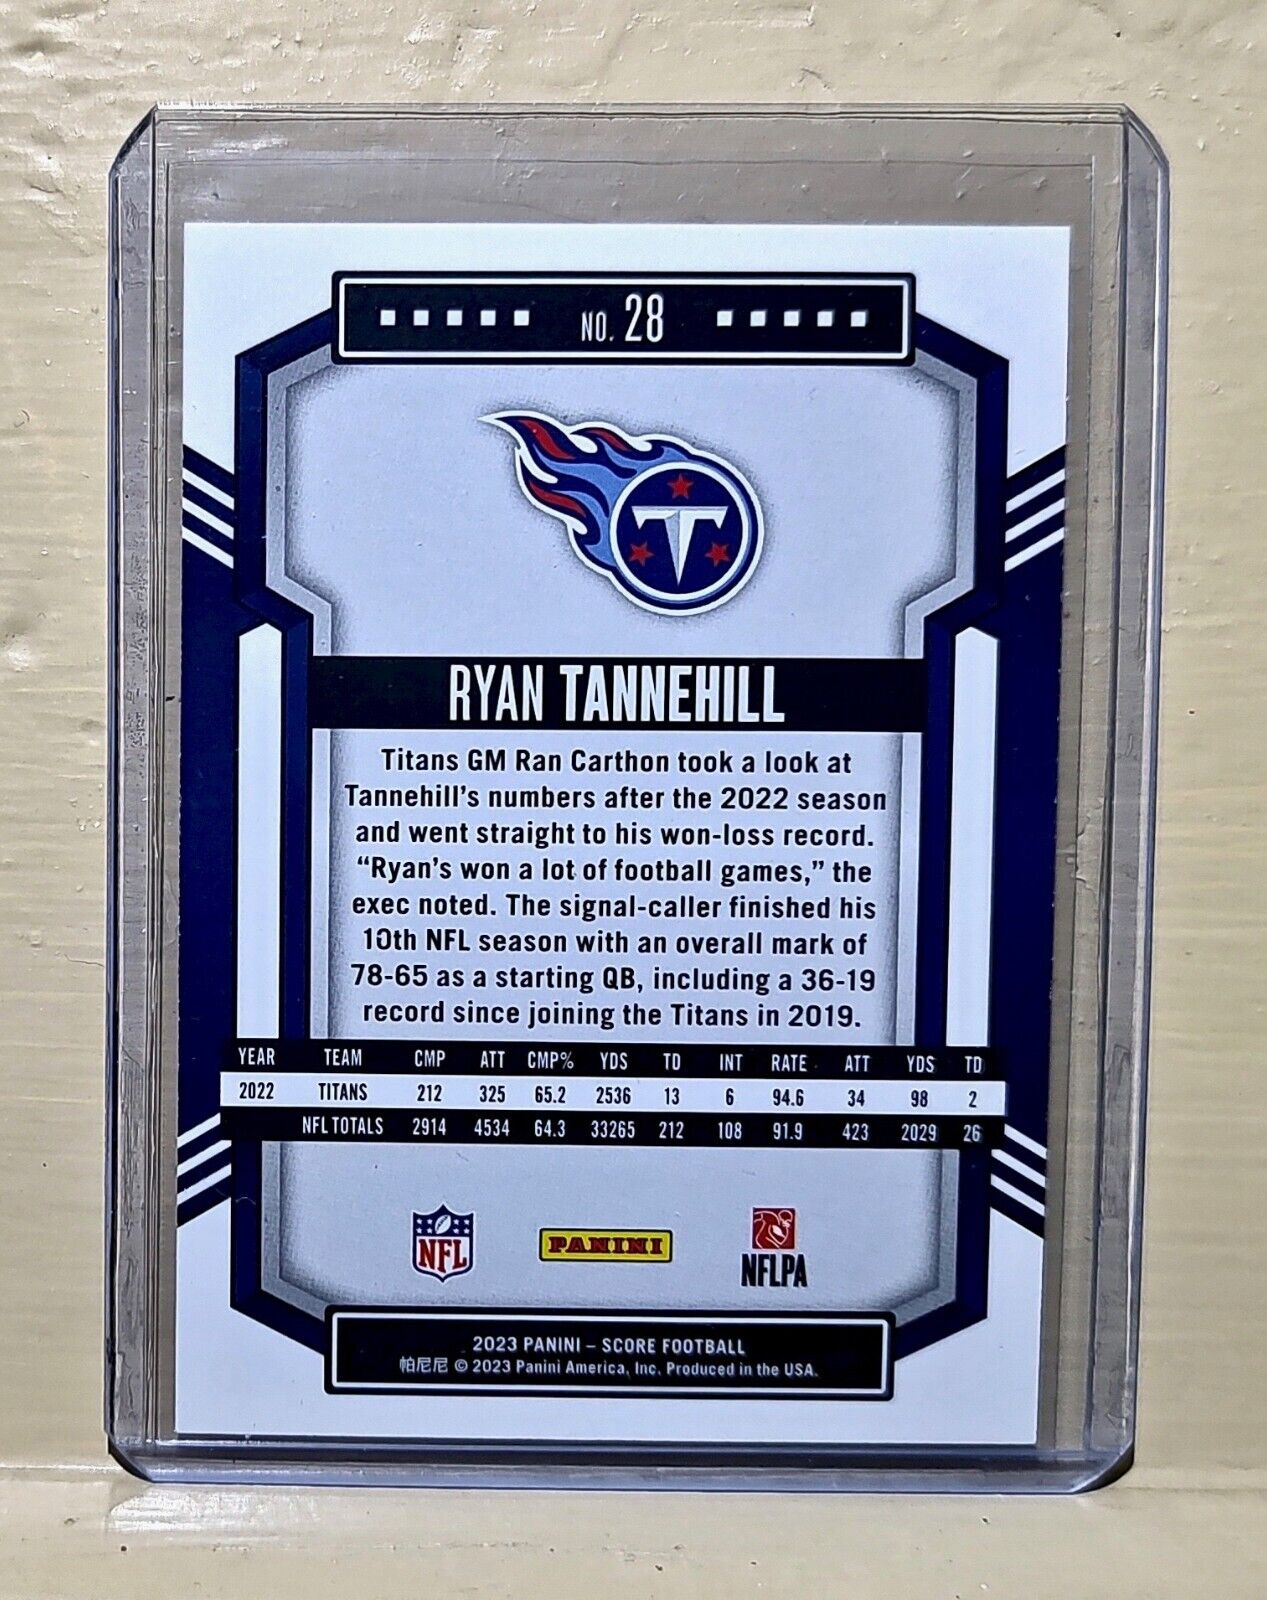 NO. 28
T
RYAN TANNEHILL
Titans GM Ran Carthon took a look at
Tannehill's numbers after the 2022 season
and went straight to his won-loss record.
“Ryan's won a lot of football games,” the
exec noted. The signal-caller finished his
10th NFL season with an overall mark of
78-65 as a starting QB, including a 36-19
record since joining the Titans in 2019.
YEAR TEAM CMP ATT CMP% YDS TD INT RATE ATT YDS TD
2022 TITANS 212 325 65.2 2536 13 6 94.6 34 98 2
NFL TOTALS 2914 4534 64.3 33265 212 108 91.9 423 2029 26
NFL PANINI NFLPA
2023 PANINI – SCORE FOOTBALL
帕尼尼 © 2023 Panini America, Inc. Produced in the USA.